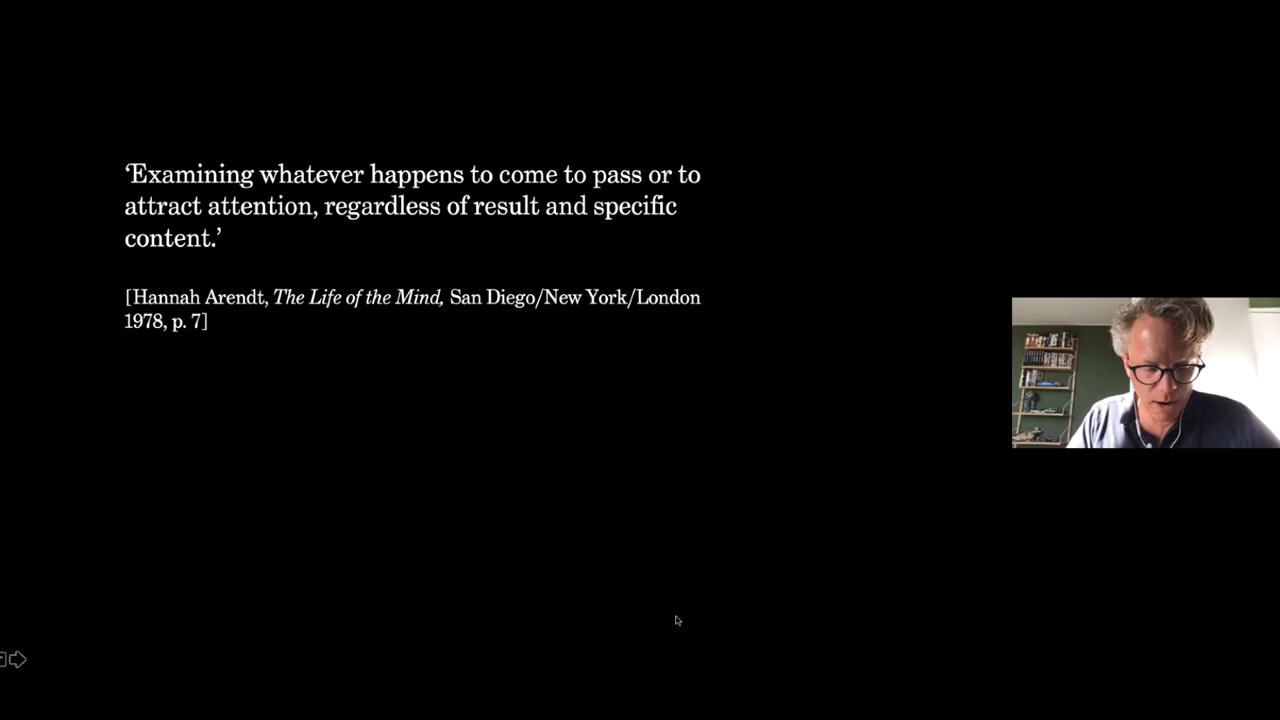 ‘Examining whatever happens to come to pass or to
attract attention, regardless of result and specific
content.’
[Hannah Arendt, The Life of the Mind, San Diego/New York/London
1978, p. 7]